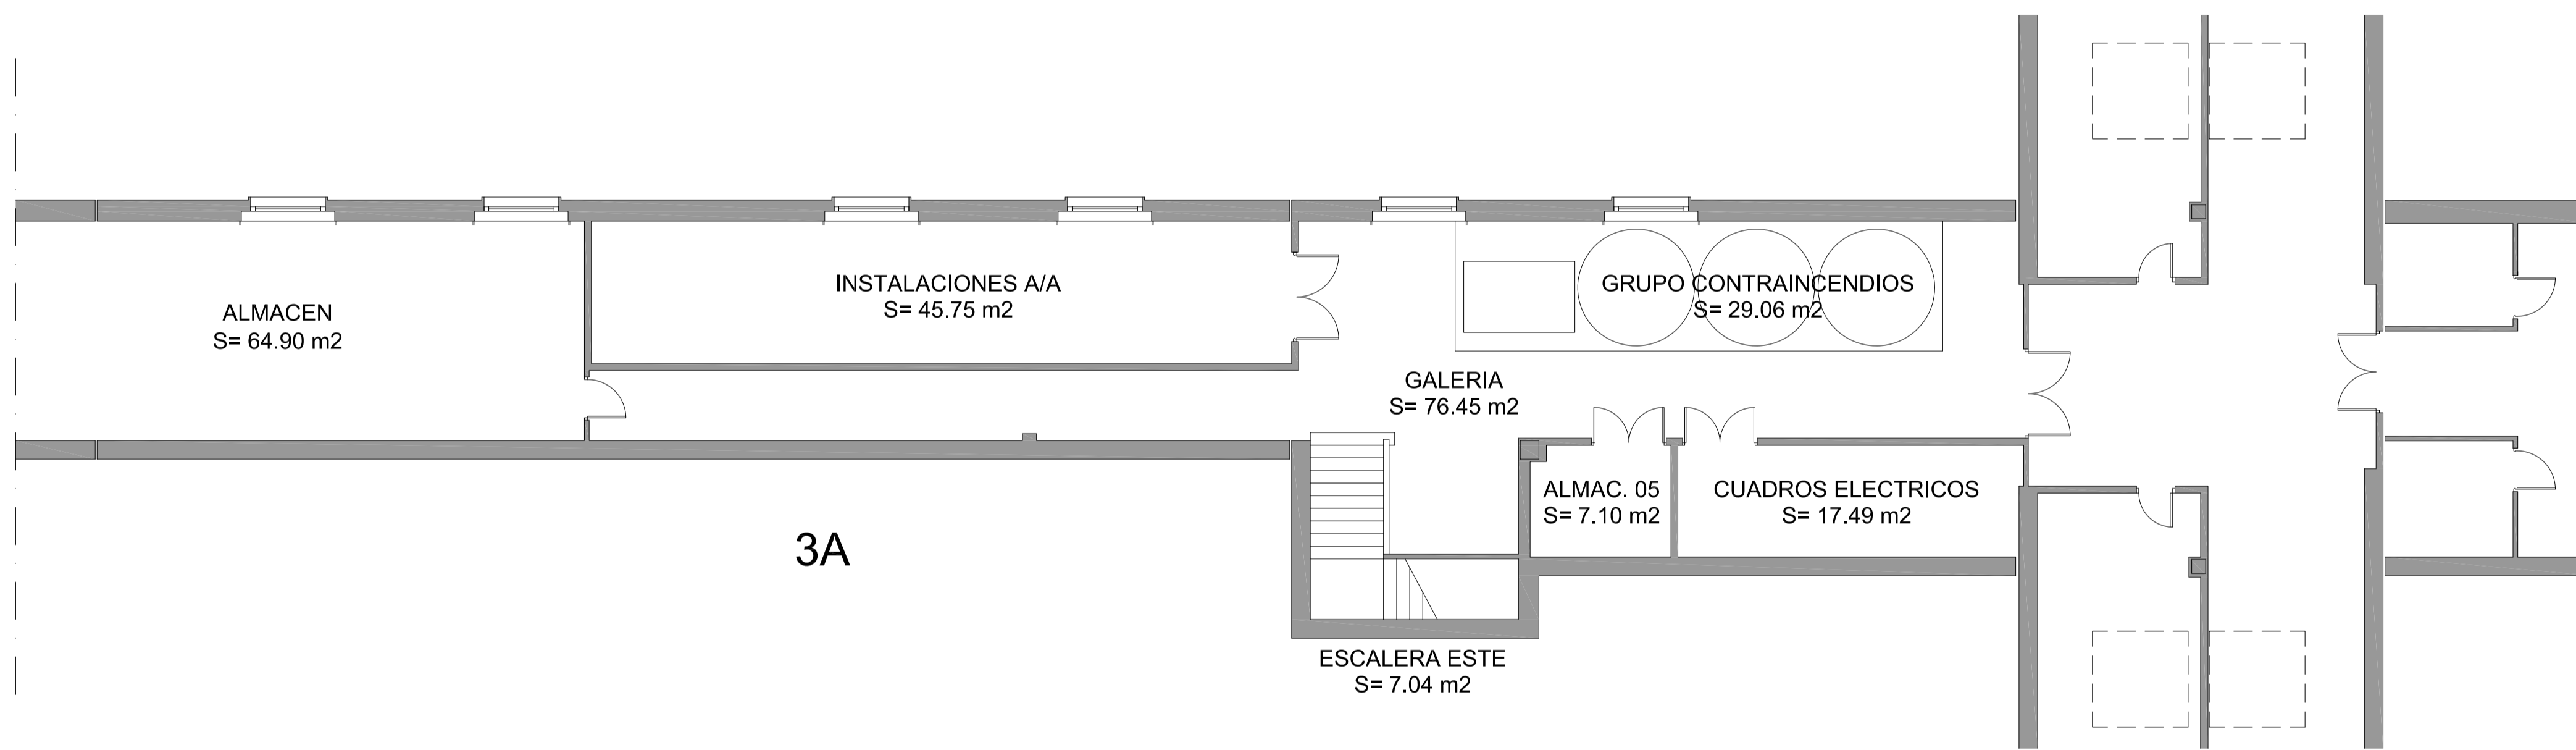 ALMACEN
S= 64.90 m2
INSTALACIONES A/A
S= 45.75 m2
GRUPO CONTRAINCENDIOS
S= 29.06 m2
GALERIA
S= 76.45 m2
ALMAC. 05
S= 7.10 m2
CUADROS ELECTRICOS
S= 17.49 m2
3A
ESCALERA ESTE
S= 7.04 m2